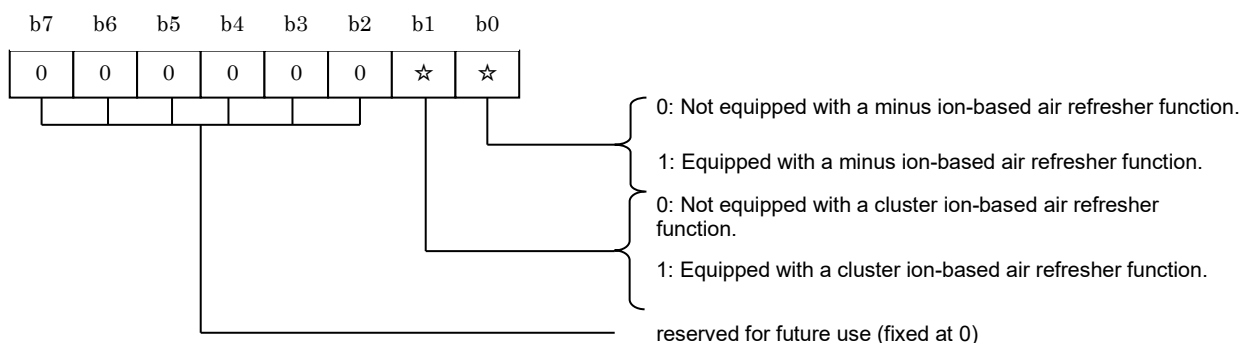 b7 b6 b5 b4 b3 b2 b1 b0
0 0 0 0 0 0 ☆ ☆
0: Not equipped with a minus ion-based air refresher function.
1: Equipped with a minus ion-based air refresher function.
0: Not equipped with a cluster ion-based air refresher
function.
1: Equipped with a cluster ion-based air refresher function.
reserved for future use (fixed at 0)